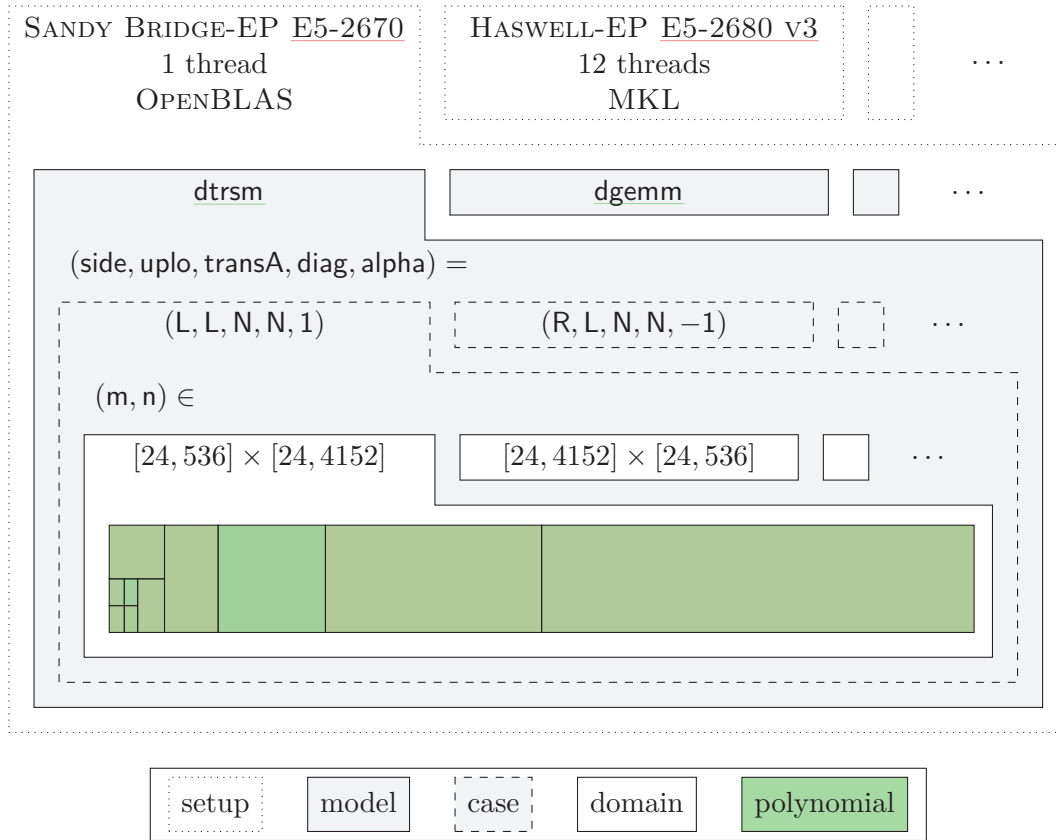 SANDY BRIDGE-EP E5-2670
1 thread
OPENBLAS
HASWELL-EP E5-2680 V3
12 threads
MKL
...
dtrsm
dgemm
...
(side, uplo, transA, diag, alpha) =
(L, L, N, N, 1)
(R, L, N, N, −1)
...
(m, n) ∈
[24, 536] × [24, 4152]
[24, 4152] × [24, 536]
...
setup
model
case
domain
polynomial